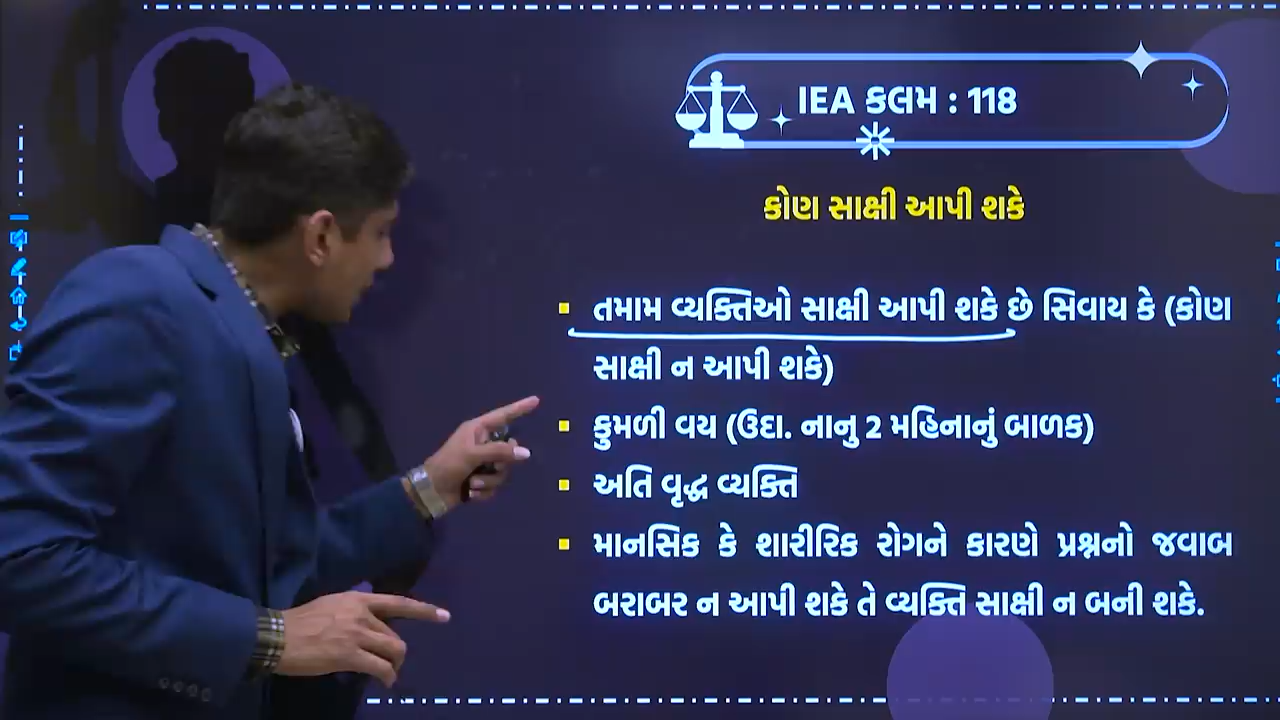 IEA કલમ : 118
કોણ સાક્ષી આપી શકે
તમામ વ્યક્તિઓ સાક્ષી આપી શકે છે સિવાય કે (કોણ
સાક્ષી ન આપી શકે)
કુમળી વય (ઉદા. નાનુ 2 મહિનાનું બાળક)
અતિ વૃદ્ધ વ્યક્તિ
માનસિક કે શારીરિક રોગને કારણે પ્રશ્નનો જવાબ
બરાબર ન આપી શકે તે વ્યક્તિ સાક્ષી ન બની શકે.